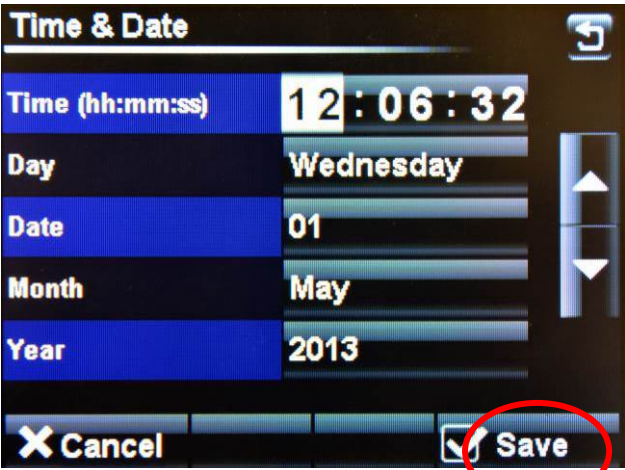 Time & Date
Time (hh:mm:ss) 12:06:32
Day Wednesday
Date 01
Month May
Year 2013
Cancel Save